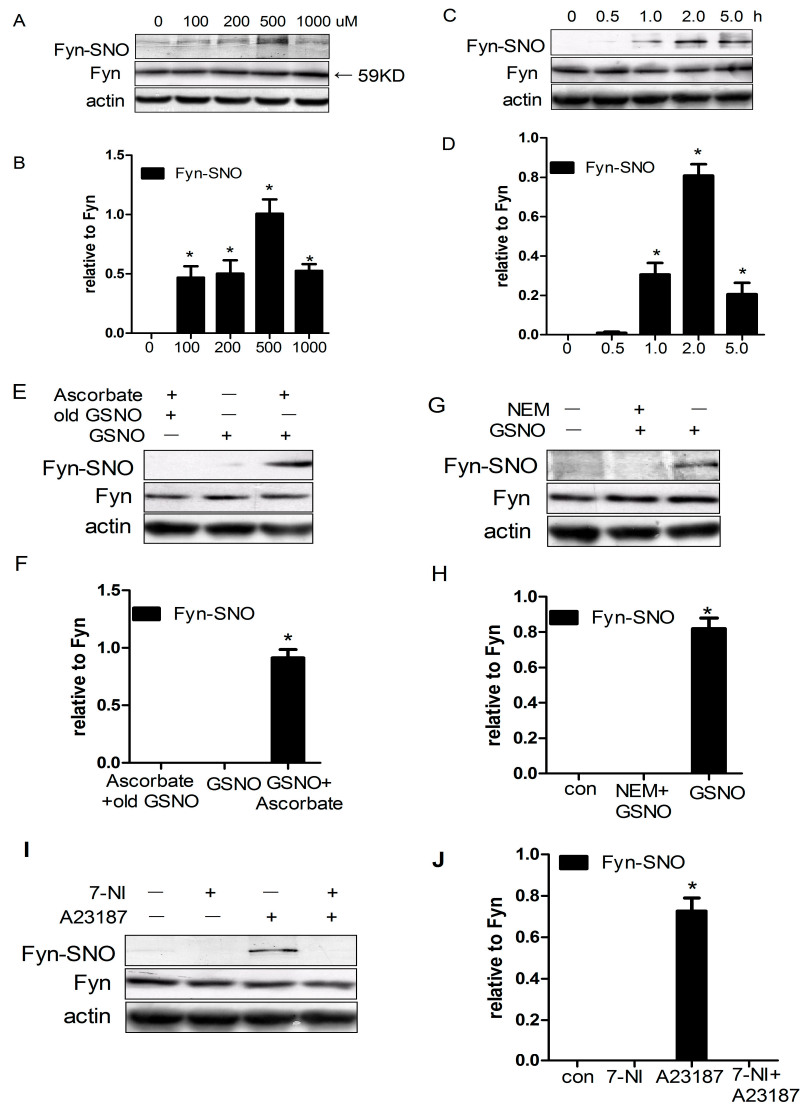 A
0 100 200 500 1000 uM
Fyn-SNO
Fyn
← 59KD
actin
C
0 0.5 1.0 2.0 5.0 h
Fyn-SNO
Fyn
actin
B
Fyn-SNO
relative to Fyn
1.5
1.0
0.5
0.0
0 100 200 500 1000
* * * *
D
Fyn-SNO
relative to Fyn
1.0
0.8
0.6
0.4
0.2
0.0
0 0.5 1.0 2.0 5.0
* * *
E
Ascorbate + — +
old GSNO + — —
GSNO — + +
Fyn-SNO
Fyn
actin
G
NEM — + —
GSNO — + +
Fyn-SNO
Fyn
actin
F
Fyn-SNO
relative to Fyn
1.5
1.0
0.5
0.0
*
Ascorbate
+old GSNO
GSNO
GSNO+
Ascorbate
H
Fyn-SNO
relative to Fyn
1.0
0.8
0.6
0.4
0.2
0.0
*
con
NEM+
GSNO
GSNO
I
7-NI — + — +
A23187 — — + +
Fyn-SNO
Fyn
actin
J
Fyn-SNO
relative to Fyn
1.0
0.8
0.6
0.4
0.2
0.0
*
con
7-NI
A23187
7-NI+
A23187